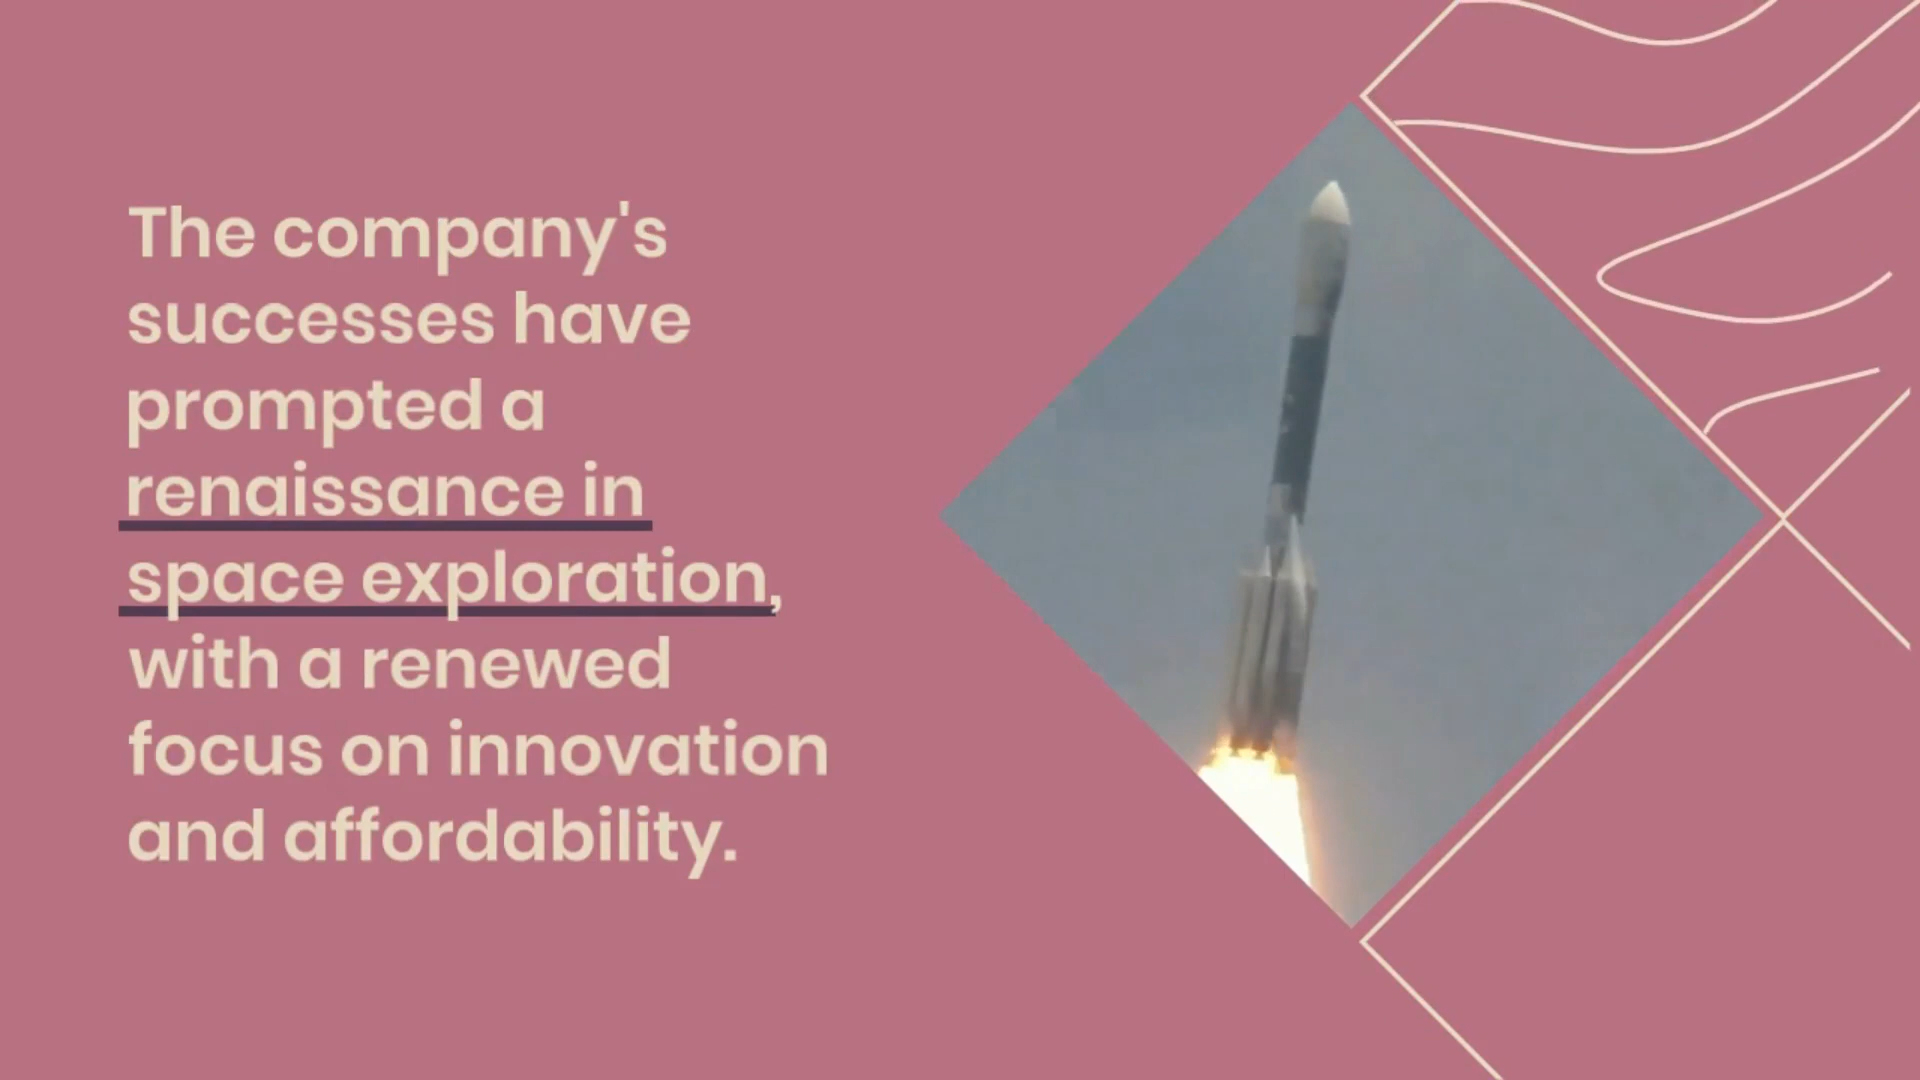 The company's
successes have
prompted a
renaissance in
space exploration,
with a renewed
focus on innovation
and affordability.